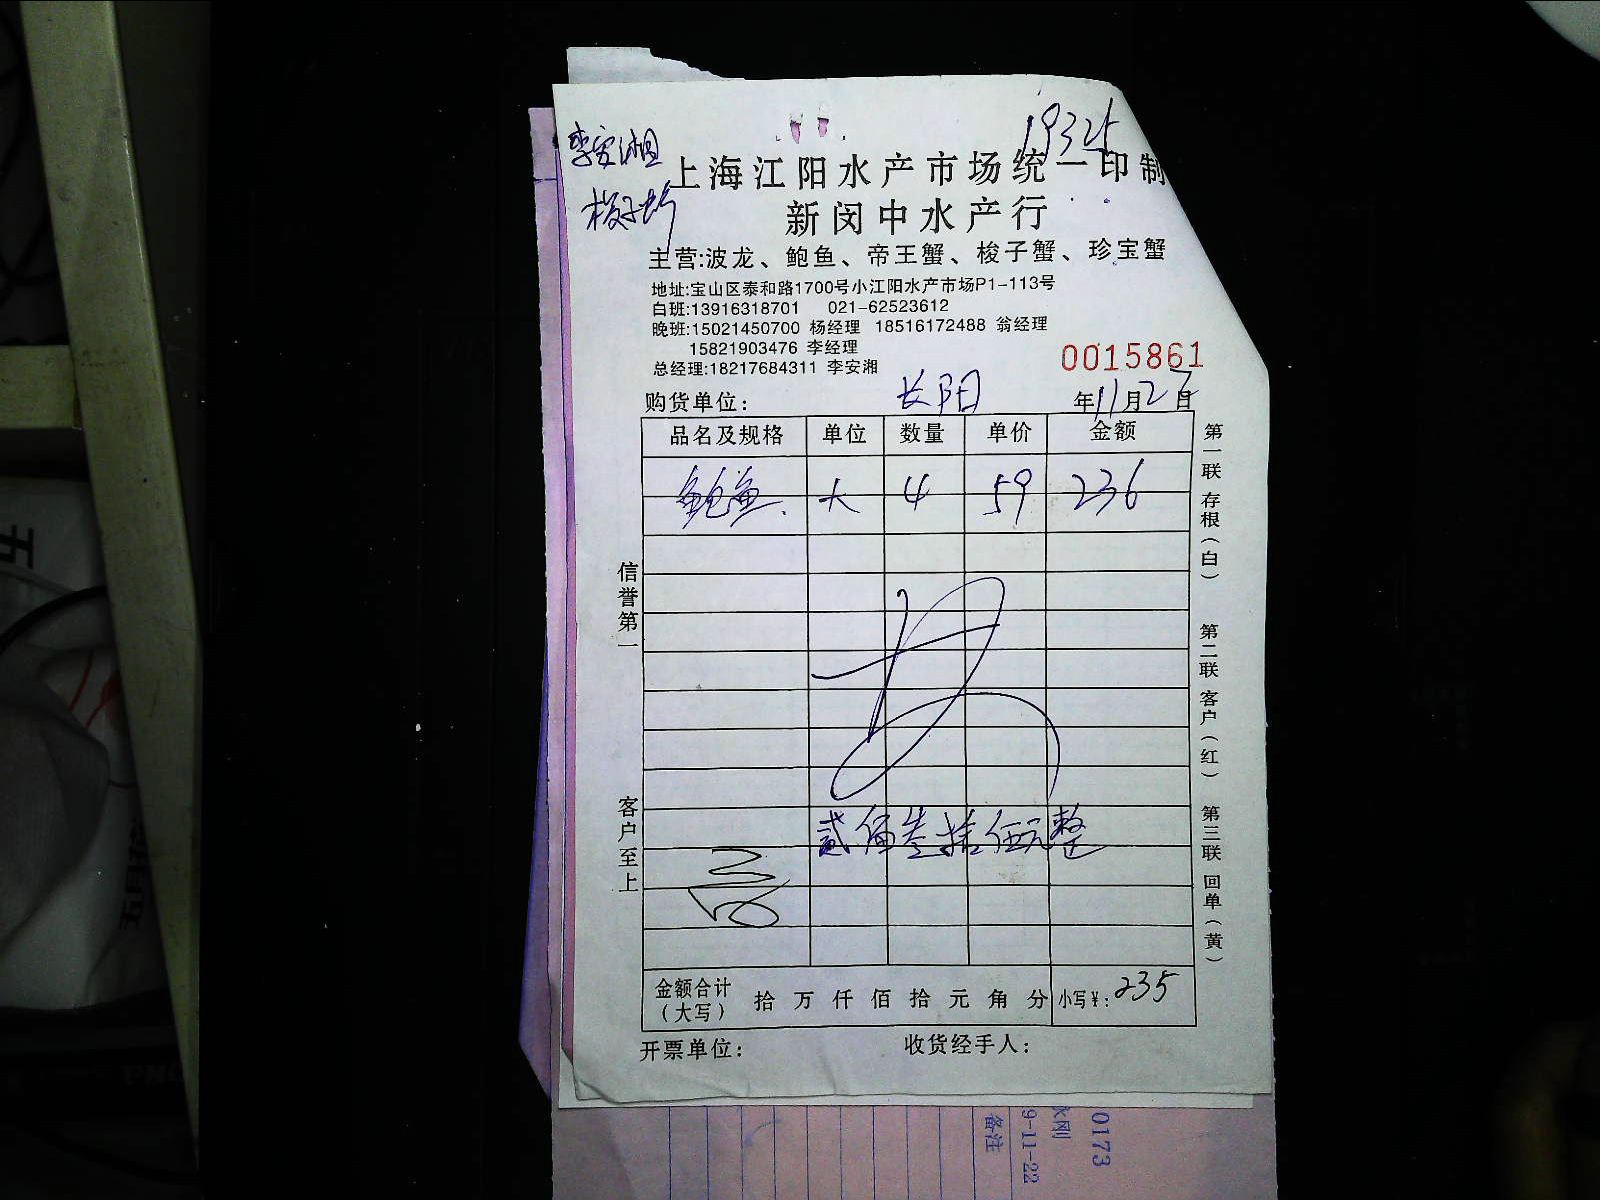 李安湘
1932

上海江阳水产市场统一印制
新闵中水产行
主营:波龙、鲍鱼、帝王蟹、梭子蟹、珍宝蟹
地址:宝山区泰和路1700号小江阳水产市场P1-113号
白班:13916318701 021-62523612
晚班:15021450700 杨经理 18516172488 翁经理
15821903476 李经理
总经理:18217684311 李安湘
0015861
购货单位: 长阳 年11月27日
品名及规格 单位 数量 单价 金额
鲍鱼 大 4 59 236
贰佰叁拾伍元整
金额合计(大写) 拾 万 仟 佰 拾 元 角 分 小写¥: 235
开票单位: 收货经手人:
信誉第一
客户至上
第一联 存根(白)
第二联 客户(红)
第三联 回单(黄)
0173
9-11-22
备注